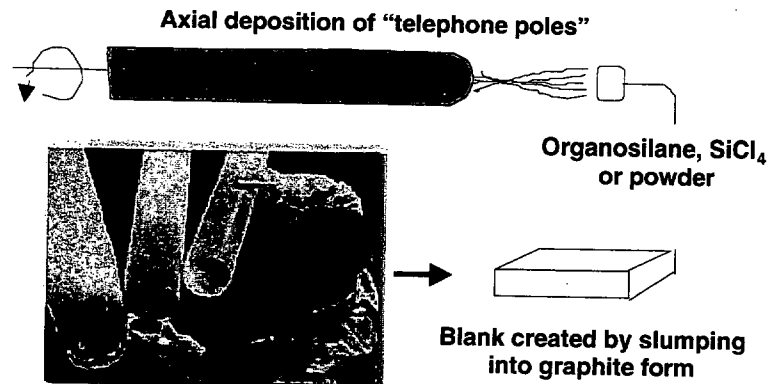 Axial deposition of “telephone poles”
Organosilane, SiCl₄
or powder
Blank created by slumping
into graphite form